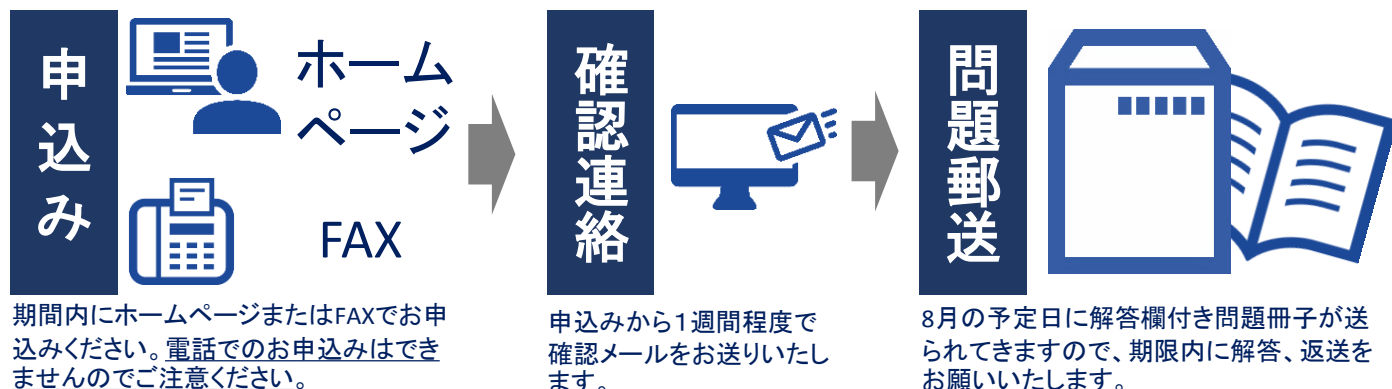 申込み
ホーム
ページ
FAX
期間内にホームページまたはFAXでお申
込みください。電話でのお申込みはでき
ませんのでご注意ください。
確認連絡
申込みから１週間程度で
確認メールをお送りいたし
ます。
問題郵送
8月の予定日に解答欄付き問題冊子が送
られてきますので、期限内に解答、返送を
お願いいたします。